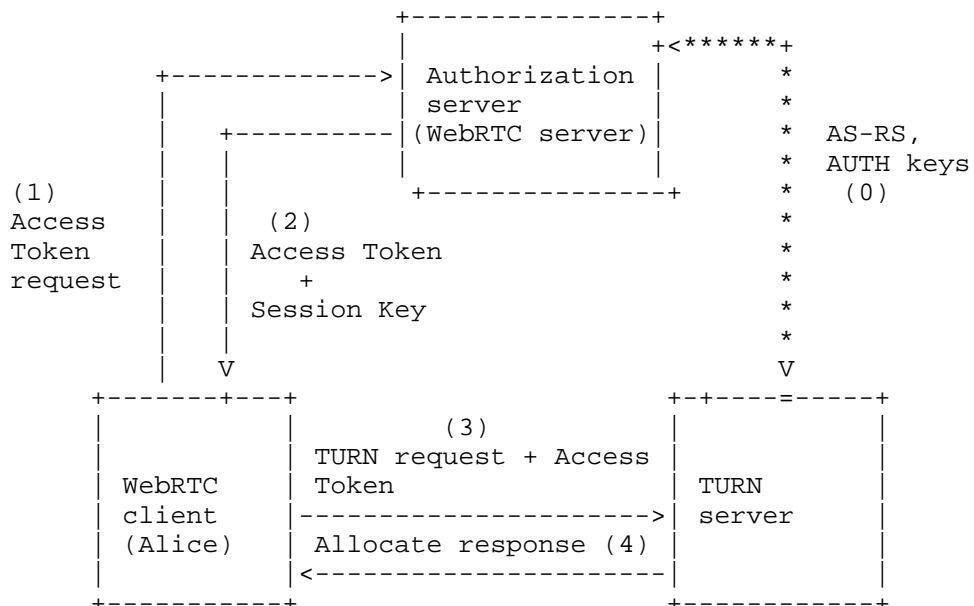 Authorization
server
(WebRTC server)
AS-RS,
AUTH keys
(0)
(1)
Access
Token
request
(2)
Access Token
+
Session Key
(3)
TURN request + Access
Token
WebRTC
client
(Alice)
TURN
server
Allocate response (4)